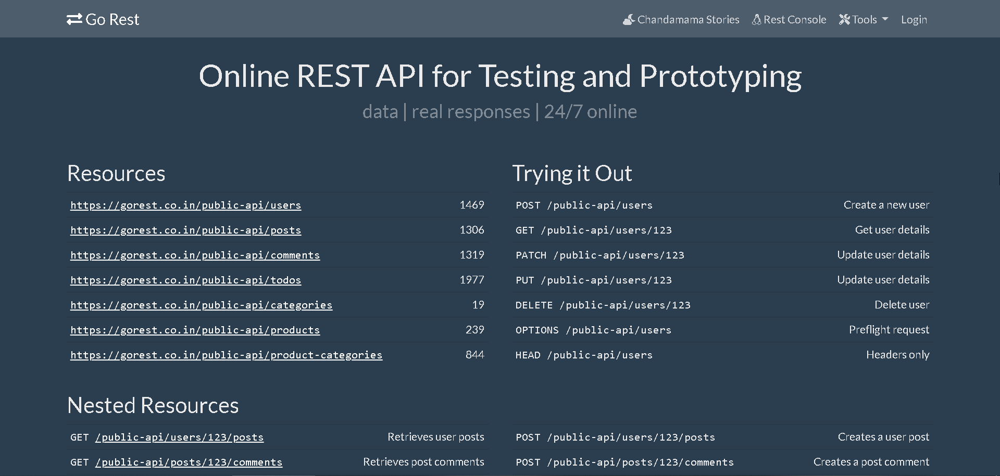 Go Rest
Chandamama Stories Rest Console Tools Login
Online REST API for Testing and Prototyping
data | real responses | 24/7 online
Resources
https://gorest.co.in/public-api/users 1469
https://gorest.co.in/public-api/posts 1306
https://gorest.co.in/public-api/comments 1319
https://gorest.co.in/public-api/todos 1977
https://gorest.co.in/public-api/categories 19
https://gorest.co.in/public-api/products 239
https://gorest.co.in/public-api/product-categories 844
Trying it Out
POST /public-api/users Create a new user
GET /public-api/users/123 Get user details
PATCH /public-api/users/123 Update user details
PUT /public-api/users/123 Update user details
DELETE /public-api/users/123 Delete user
OPTIONS /public-api/users Preflight request
HEAD /public-api/users Headers only
Nested Resources
GET /public-api/users/123/posts Retrieves user posts
GET /public-api/posts/123/comments Retrieves post comments
POST /public-api/users/123/posts Creates a user post
POST /public-api/posts/123/comments Creates a post comment